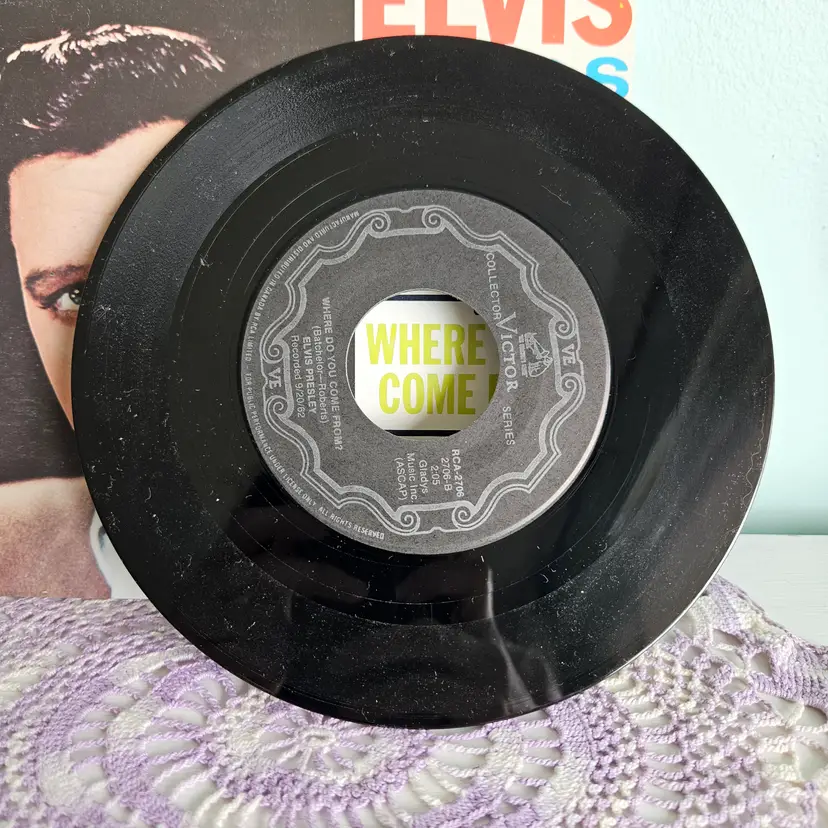 ELVIS
S
WHERE
COME
COLLECTOR VICTOR SERIES
VE
VE
MANUFACTURED AND DISTRIBUTED IN CANADA BY RCA LIMITED FOR PUBLIC PERFORMANCE UNDER LICENSE ONLY ALL RIGHTS RESERVED
WHERE DO YOU COME FROM?
(Batchelor—Roberts)
ELVIS PRESLEY
Recorded 9/20/62
RCA-2706
2706-B
2:05
Gladys
Music Inc.
(ASCAP)